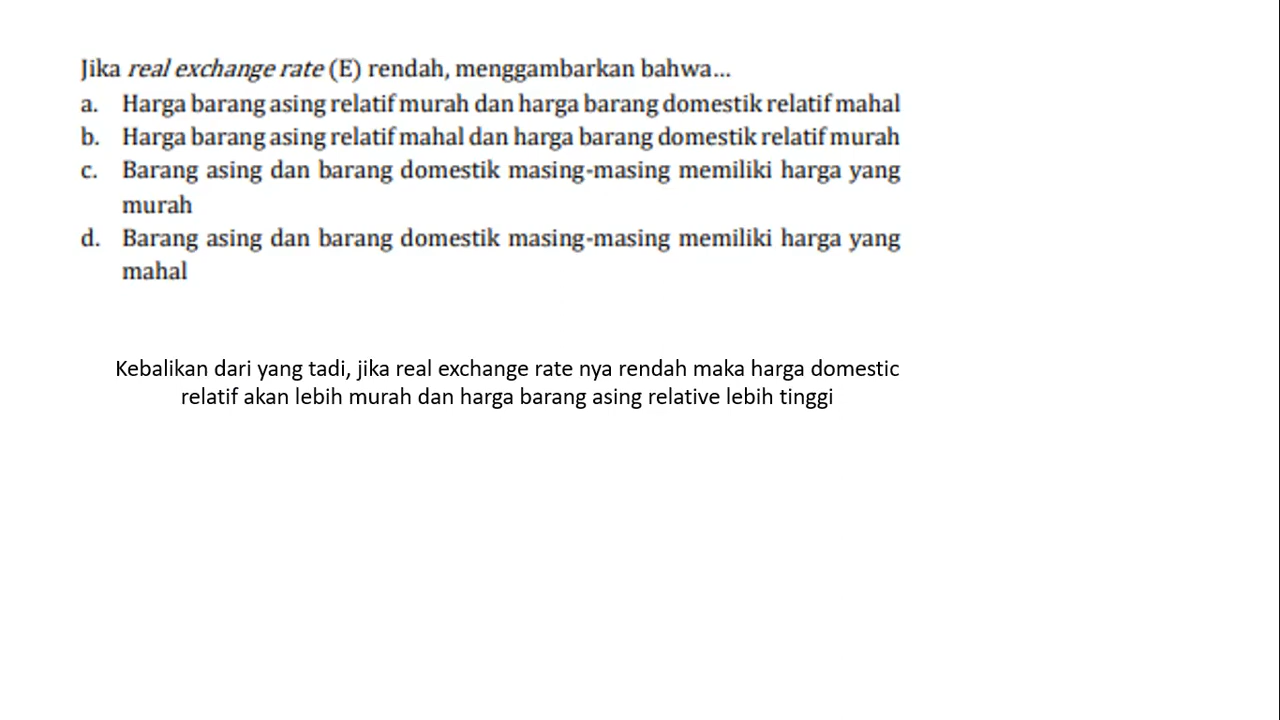 Jika real exchange rate (E) rendah, menggambarkan bahwa...
a. Harga barang asing relatif murah dan harga barang domestik relatif mahal
b. Harga barang asing relatif mahal dan harga barang domestik relatif murah
c. Barang asing dan barang domestik masing-masing memiliki harga yang
murah
d. Barang asing dan barang domestik masing-masing memiliki harga yang
mahal
Kebalikan dari yang tadi, jika real exchange rate nya rendah maka harga domestic
relatif akan lebih murah dan harga barang asing relative lebih tinggi